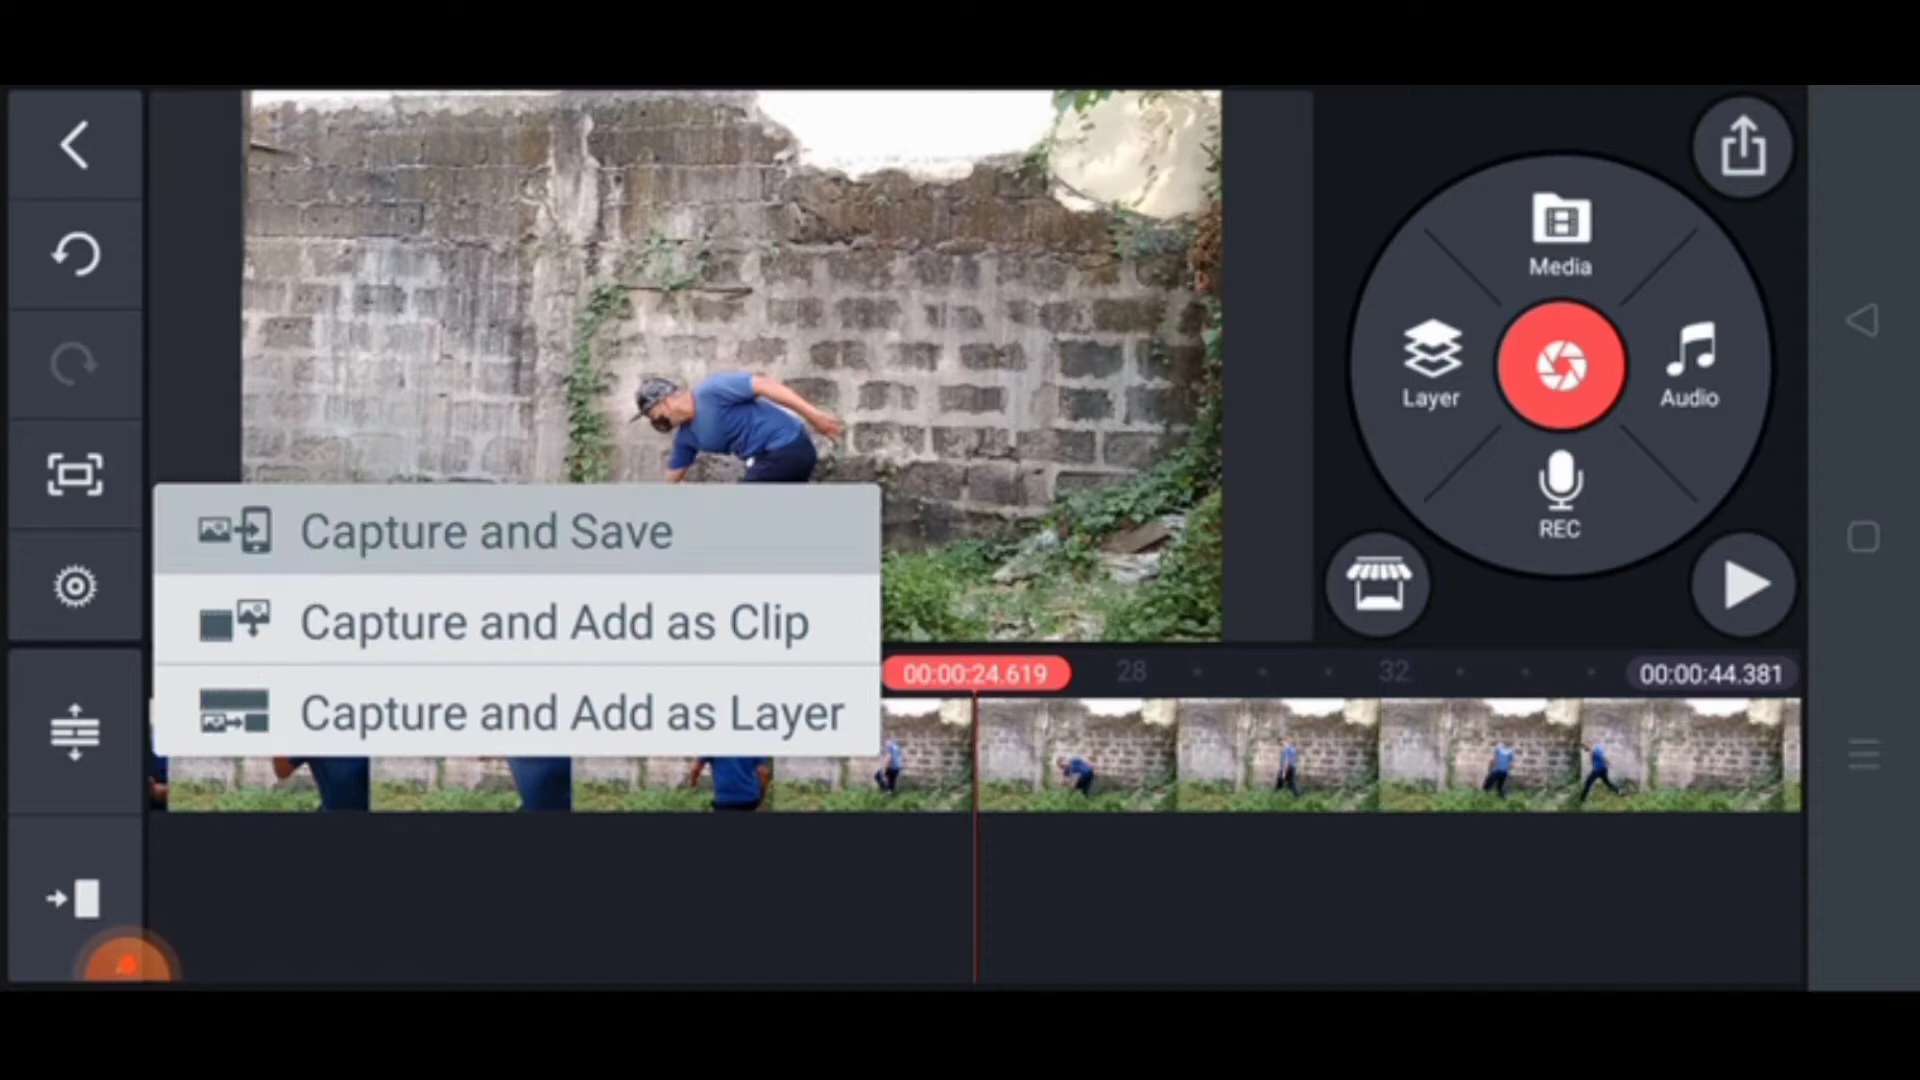 Media
Layer
Audio
REC
Capture and Save
Capture and Add as Clip
Capture and Add as Layer
00:00:24.619
28
32
00:00:44.381